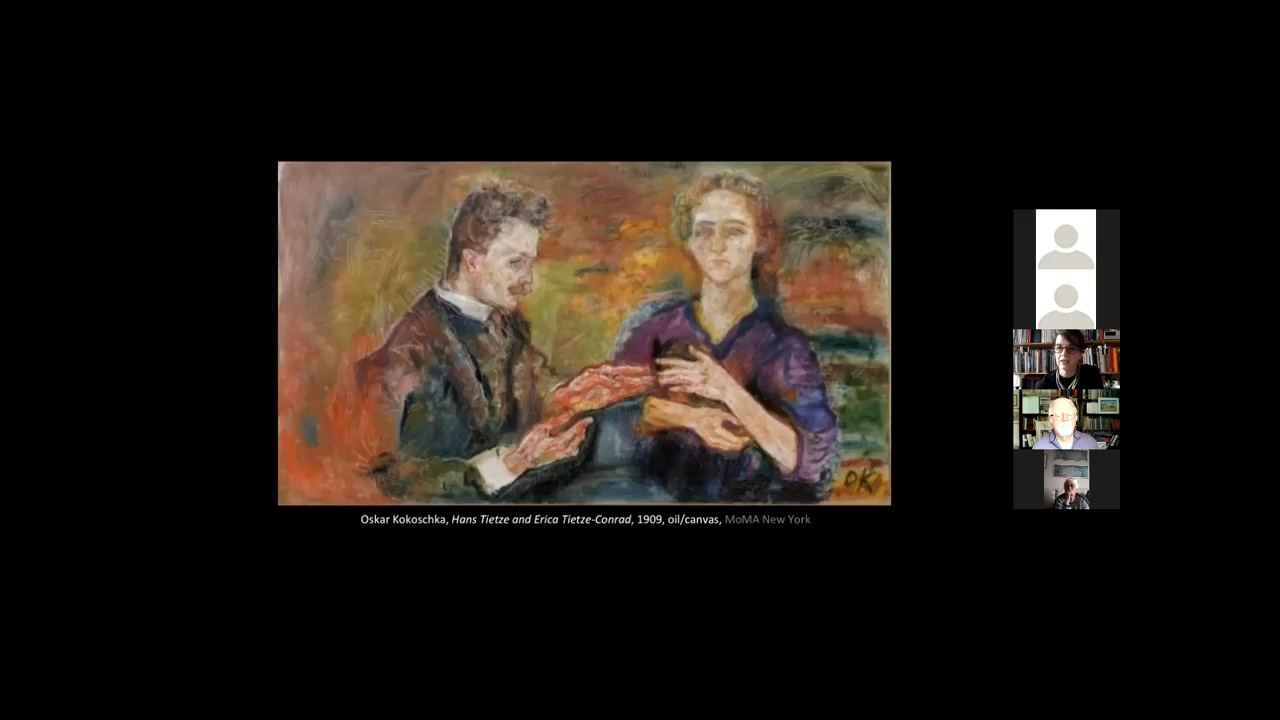 OK
Oskar Kokoschka, Hans Tietze and Erica Tietze-Conrad, 1909, oil/canvas, MoMA New York